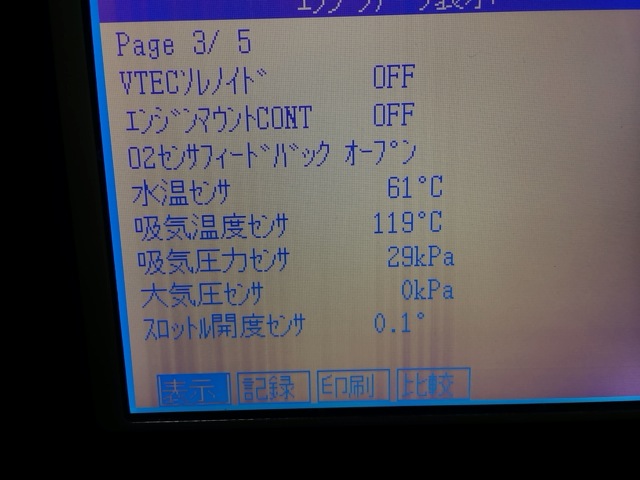 Page 3/ 5
VTECｿﾚﾉｲﾄﾞ OFF
ｴﾝｼﾞﾝﾏｳﾝﾄCONT OFF
O2ｾﾝｻﾌｨｰﾄﾞﾊﾞｯｸ ｵｰﾌﾟﾝ
水温ｾﾝｻ 61°C
吸気温度ｾﾝｻ 119°C
吸気圧力ｾﾝｻ 29kPa
大気圧ｾﾝｻ 0kPa
ｽﾛｯﾄﾙ開度ｾﾝｻ 0.1°
表示 記録 印刷 比較